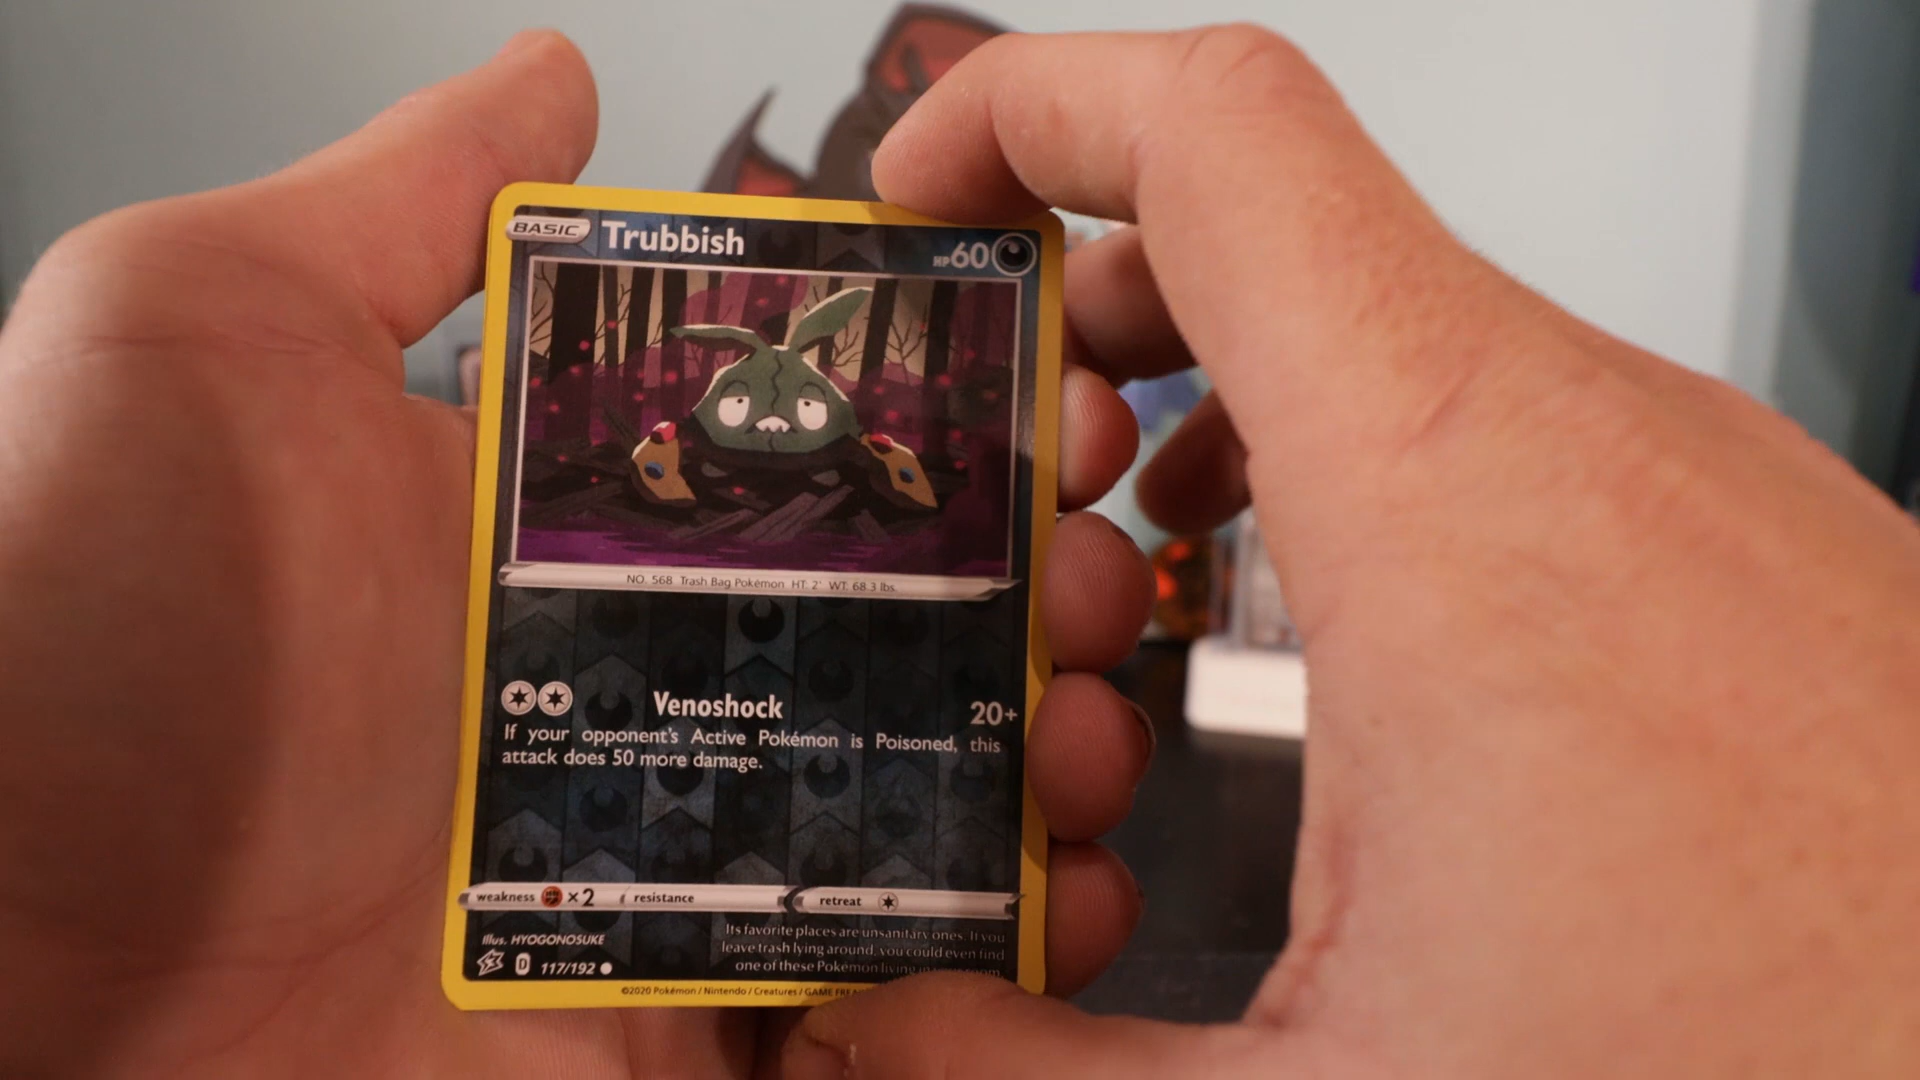 BASIC Trubbish HP 60
NO. 568 Trash Bag Pokémon HT: 2' WT: 68.3 lbs.
Venoshock 20+
If your opponent's Active Pokémon is Poisoned, this
attack does 50 more damage.
weakness ×2 resistance retreat
Illus. HYOGONOSUKE
D 117/192
Its favorite places are unsanitary ones. If you
leave trash lying around, you could even find
one of these Pokémon living in room.
©2020 Pokémon / Nintendo / Creatures / GAME